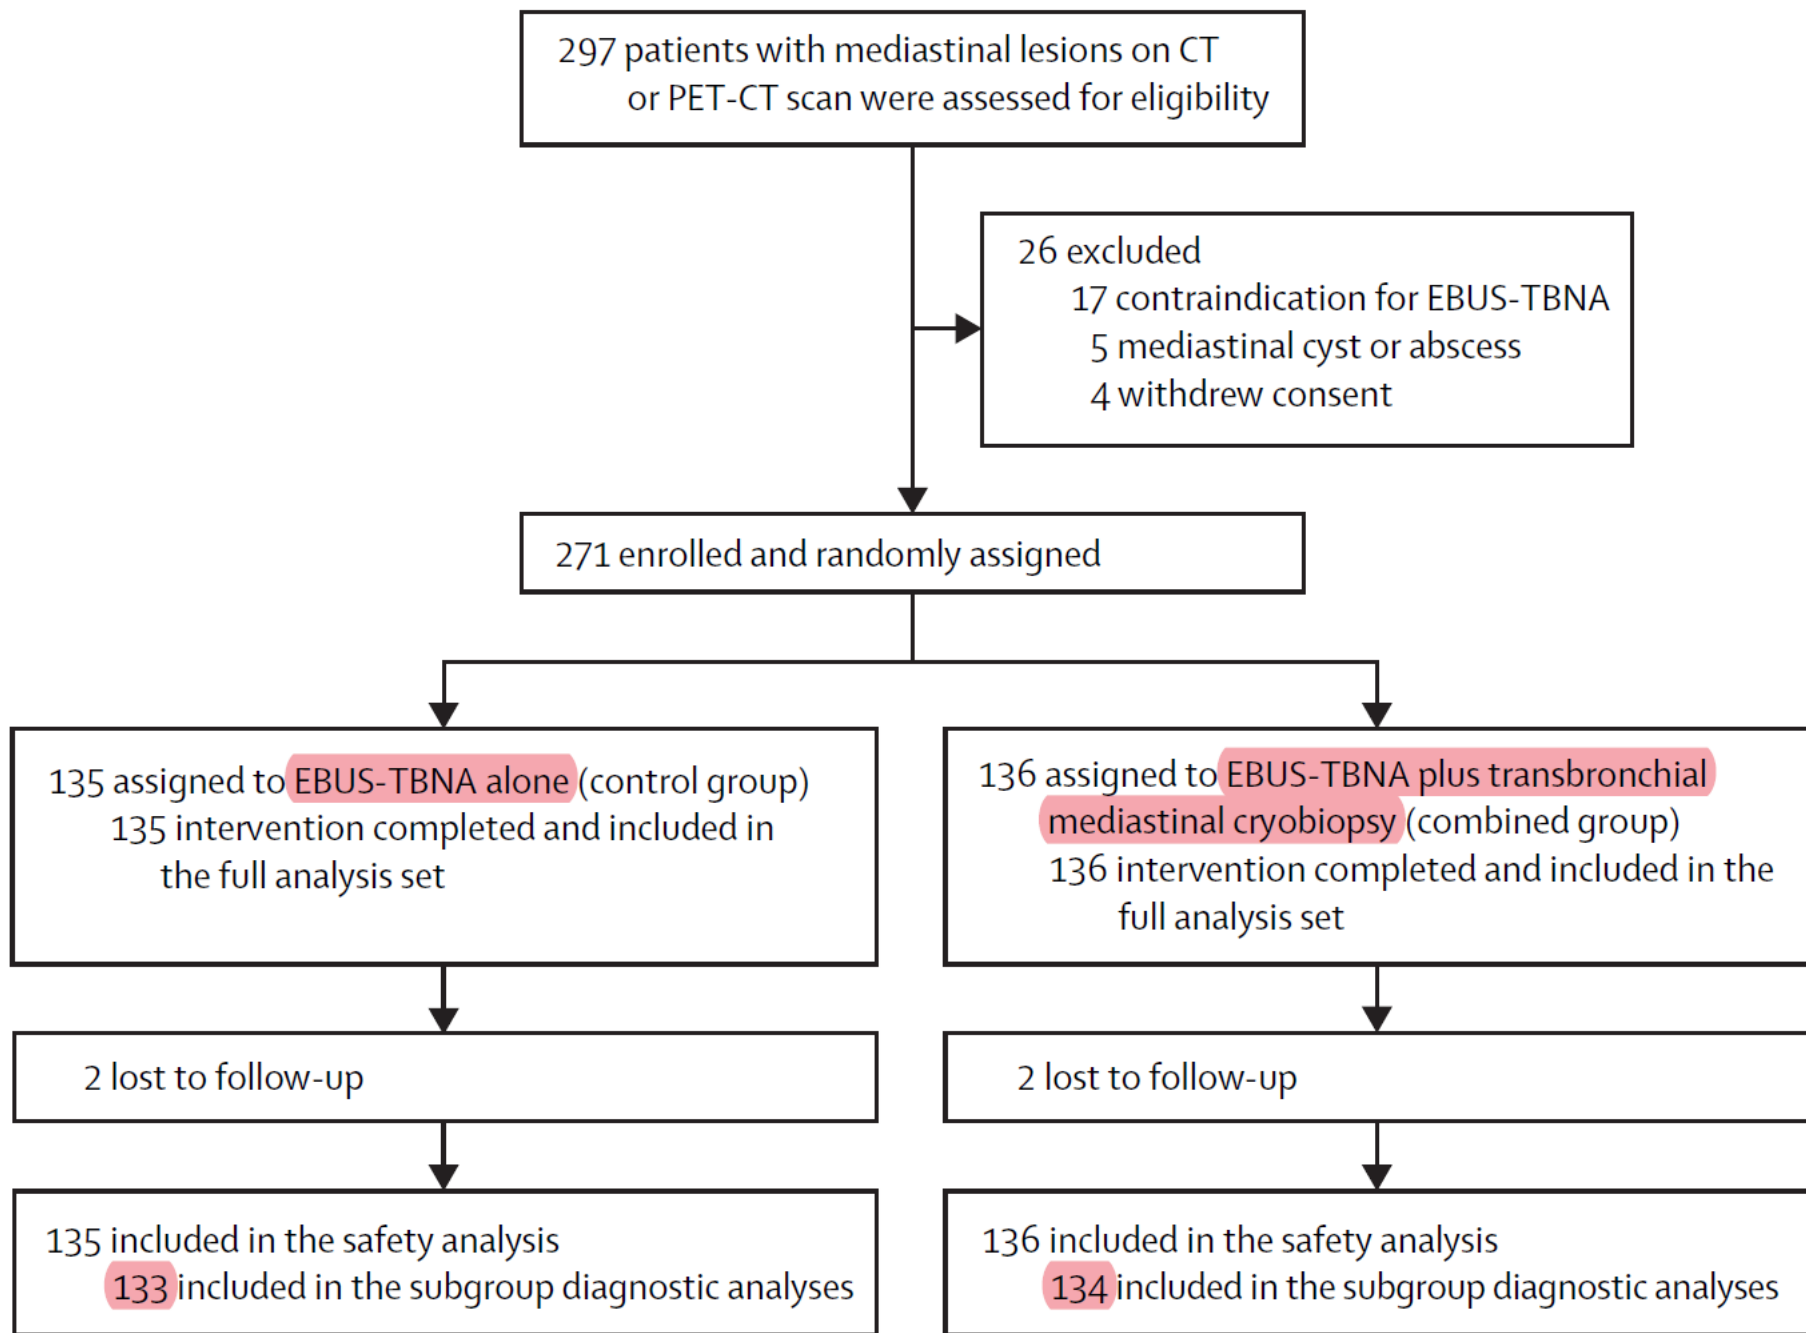 297 patients with mediastinal lesions on CT
or PET-CT scan were assessed for eligibility
26 excluded
17 contraindication for EBUS-TBNA
5 mediastinal cyst or abscess
4 withdrew consent
271 enrolled and randomly assigned
135 assigned to EBUS-TBNA alone (control group)
135 intervention completed and included in
the full analysis set
136 assigned to EBUS-TBNA plus transbronchial
mediastinal cryobiopsy (combined group)
136 intervention completed and included in the
full analysis set
2 lost to follow-up
2 lost to follow-up
135 included in the safety analysis
133 included in the subgroup diagnostic analyses
136 included in the safety analysis
134 included in the subgroup diagnostic analyses